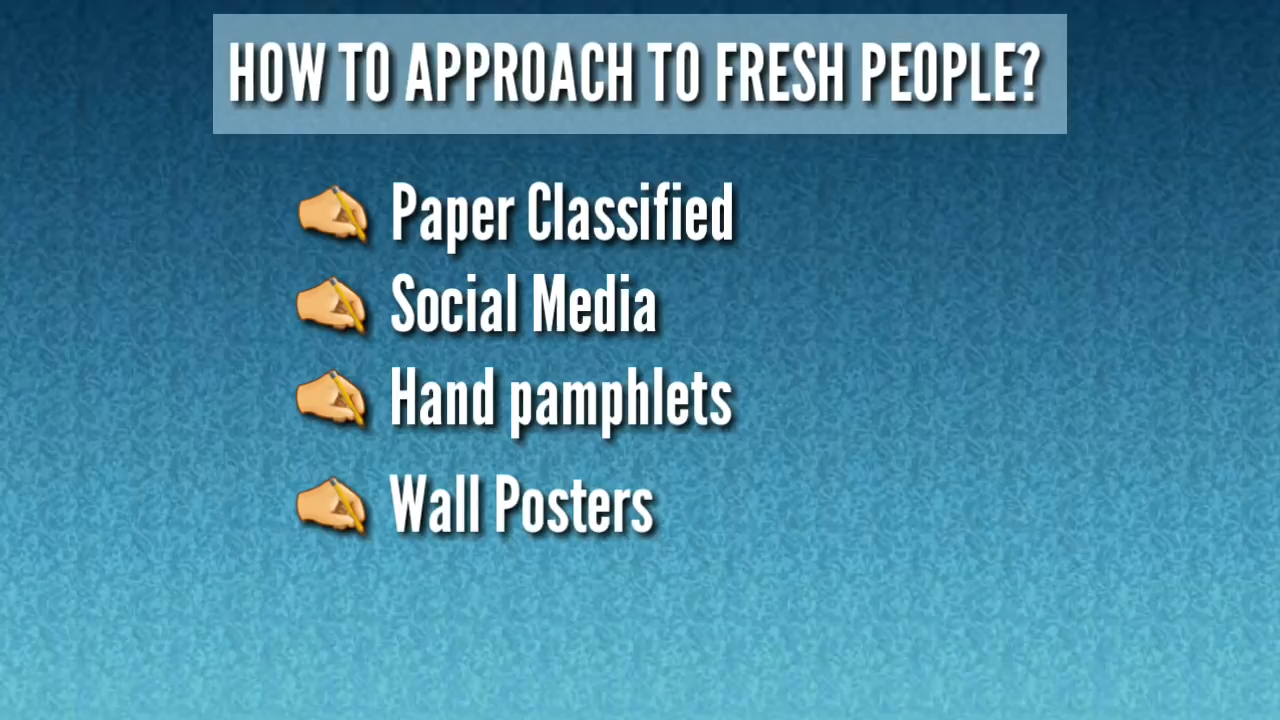 HOW TO APPROACH TO FRESH PEOPLE?
Paper Classified
Social Media
Hand pamphlets
Wall Posters